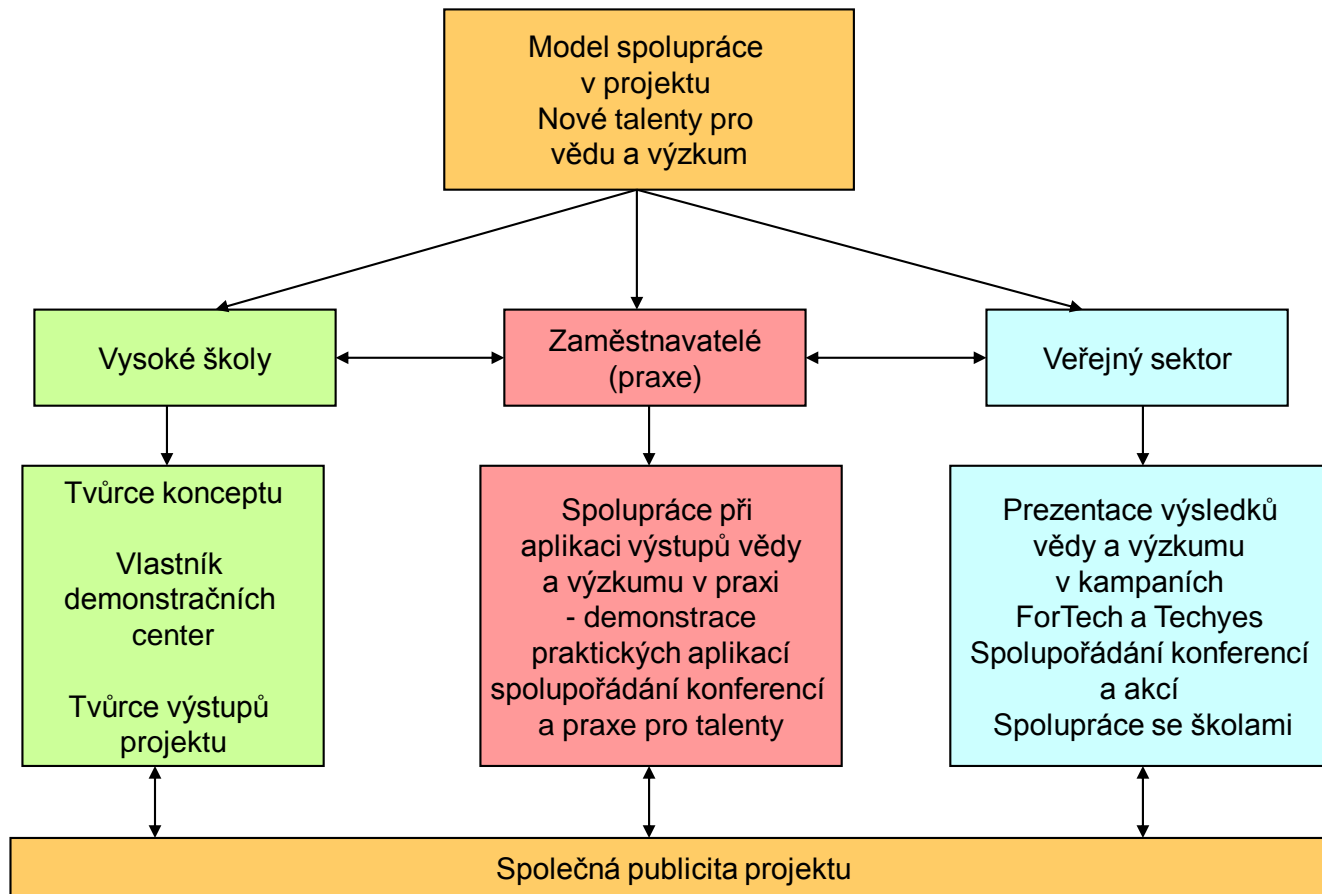 Model spolupráce
v projektu
Nové talenty pro
vědu a výzkum
Vysoké školy
Zaměstnavatelé
(praxe)
Veřejný sektor
Tvůrce konceptu
Vlastník
demonstračních
center
Tvůrce výstupů
projektu
Spolupráce při
aplikaci výstupů vědy
a výzkumu v praxi
- demonstrace
praktických aplikací
spolupořádání konferencí
a praxe pro talenty
Prezentace výsledků
vědy a výzkumu
v kampaních
ForTech a Techyes
Spolupořádání konferencí
a akcí
Spolupráce se školami
Společná publicita projektu